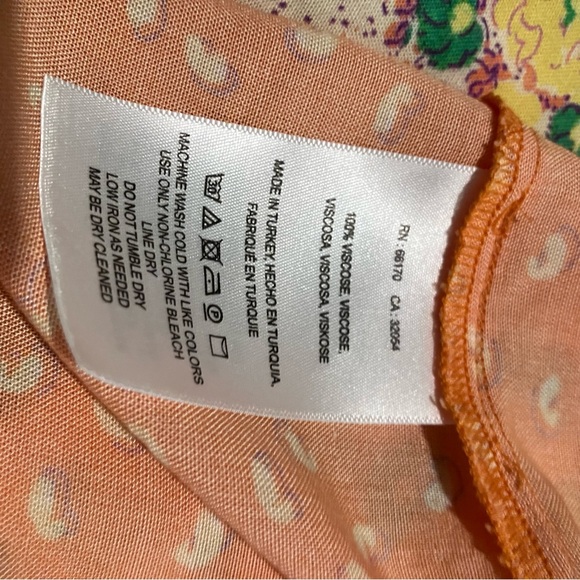 RN : 66170 CA : 32054
100% VISCOSE, VISCOSE,
VISCOSA, VISCOSA, VISKOSE
MADE IN TURKEY, HECHO EN TURQUIA,
FABRIQUÉ EN TURQUIE
30
MACHINE WASH COLD WITH LIKE COLORS
USE ONLY NON-CHLORINE BLEACH
LINE DRY
DO NOT TUMBLE DRY
LOW IRON AS NEEDED
MAY BE DRY CLEANED